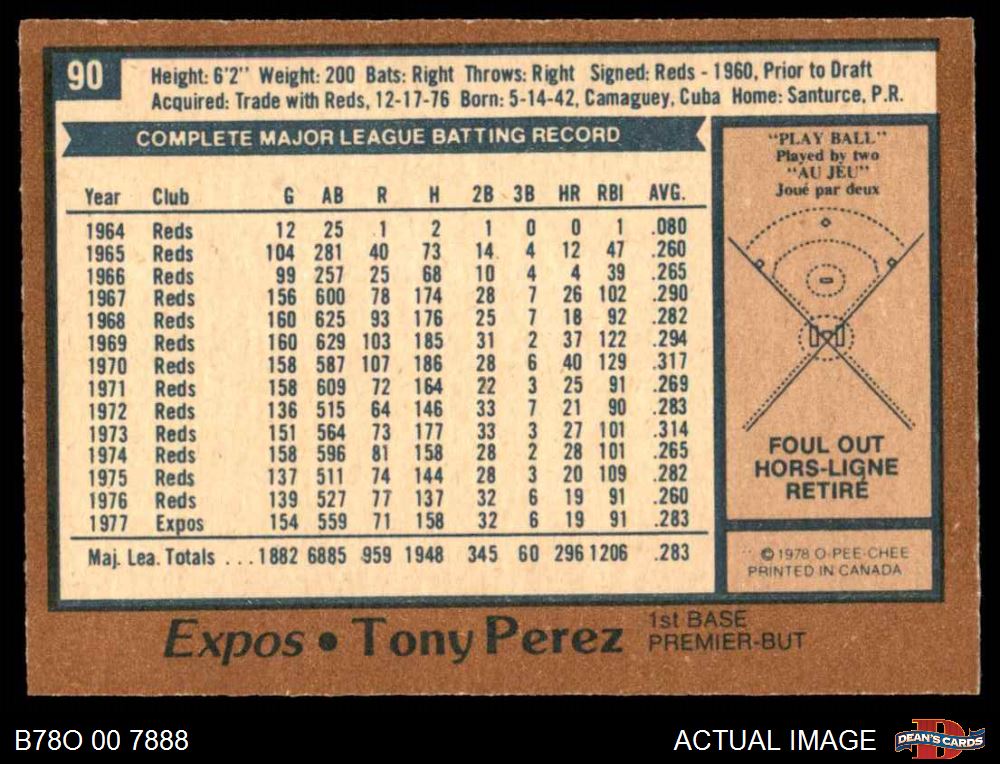 90
Height: 6'2" Weight: 200 Bats: Right Throws: Right Signed: Reds - 1960, Prior to Draft
Acquired: Trade with Reds, 12-17-76 Born: 5-14-42, Camaguey, Cuba Home: Santurce, P.R.
COMPLETE MAJOR LEAGUE BATTING RECORD
Year Club G AB R H 2B 3B HR RBI AVG.
1964 Reds 12 25 1 2 1 0 0 1 .080
1965 Reds 104 281 40 73 14 4 12 47 .260
1966 Reds 99 257 25 68 10 4 4 39 .265
1967 Reds 156 600 78 174 28 7 26 102 .290
1968 Reds 160 625 93 176 25 7 18 92 .282
1969 Reds 160 629 103 185 31 2 37 122 .294
1970 Reds 158 587 107 186 28 6 40 129 .317
1971 Reds 158 609 72 164 22 3 25 91 .269
1972 Reds 136 515 64 146 33 7 21 90 .283
1973 Reds 151 564 73 177 33 3 27 101 .314
1974 Reds 158 596 81 158 28 2 28 101 .265
1975 Reds 137 511 74 144 28 3 20 109 .282
1976 Reds 139 527 77 137 32 6 19 91 .260
1977 Expos 154 559 71 158 32 6 19 91 .283
Maj. Lea. Totals ...1882 6885 959 1948 345 60 296 1206 .283
"PLAY BALL"
Played by two
"AU JEU"
Joué par deux
FOUL OUT
HORS-LIGNE
RETIRÉ
© 1978 O-PEE-CHEE
PRINTED IN CANADA
Expos • Tony Perez
1st BASE
PREMIER-BUT
B78O 00 7888
ACTUAL IMAGE
DEAN'S CARDS